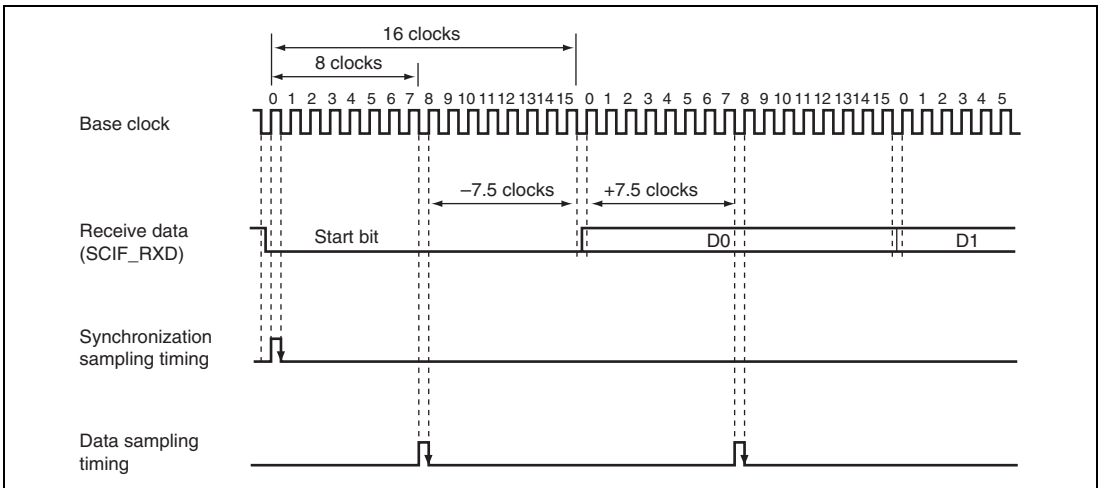 16 clocks
8 clocks
0 1 2 3 4 5 6 7 8 9 10 11 12 13 14 15 0 1 2 3 4 5 6 7 8 9 10 11 12 13 14 15 0 1 2 3 4 5
Base clock
–7.5 clocks +7.5 clocks
Receive data
(SCIF_RXD)
Start bit D0 D1
Synchronization
sampling timing
Data sampling
timing